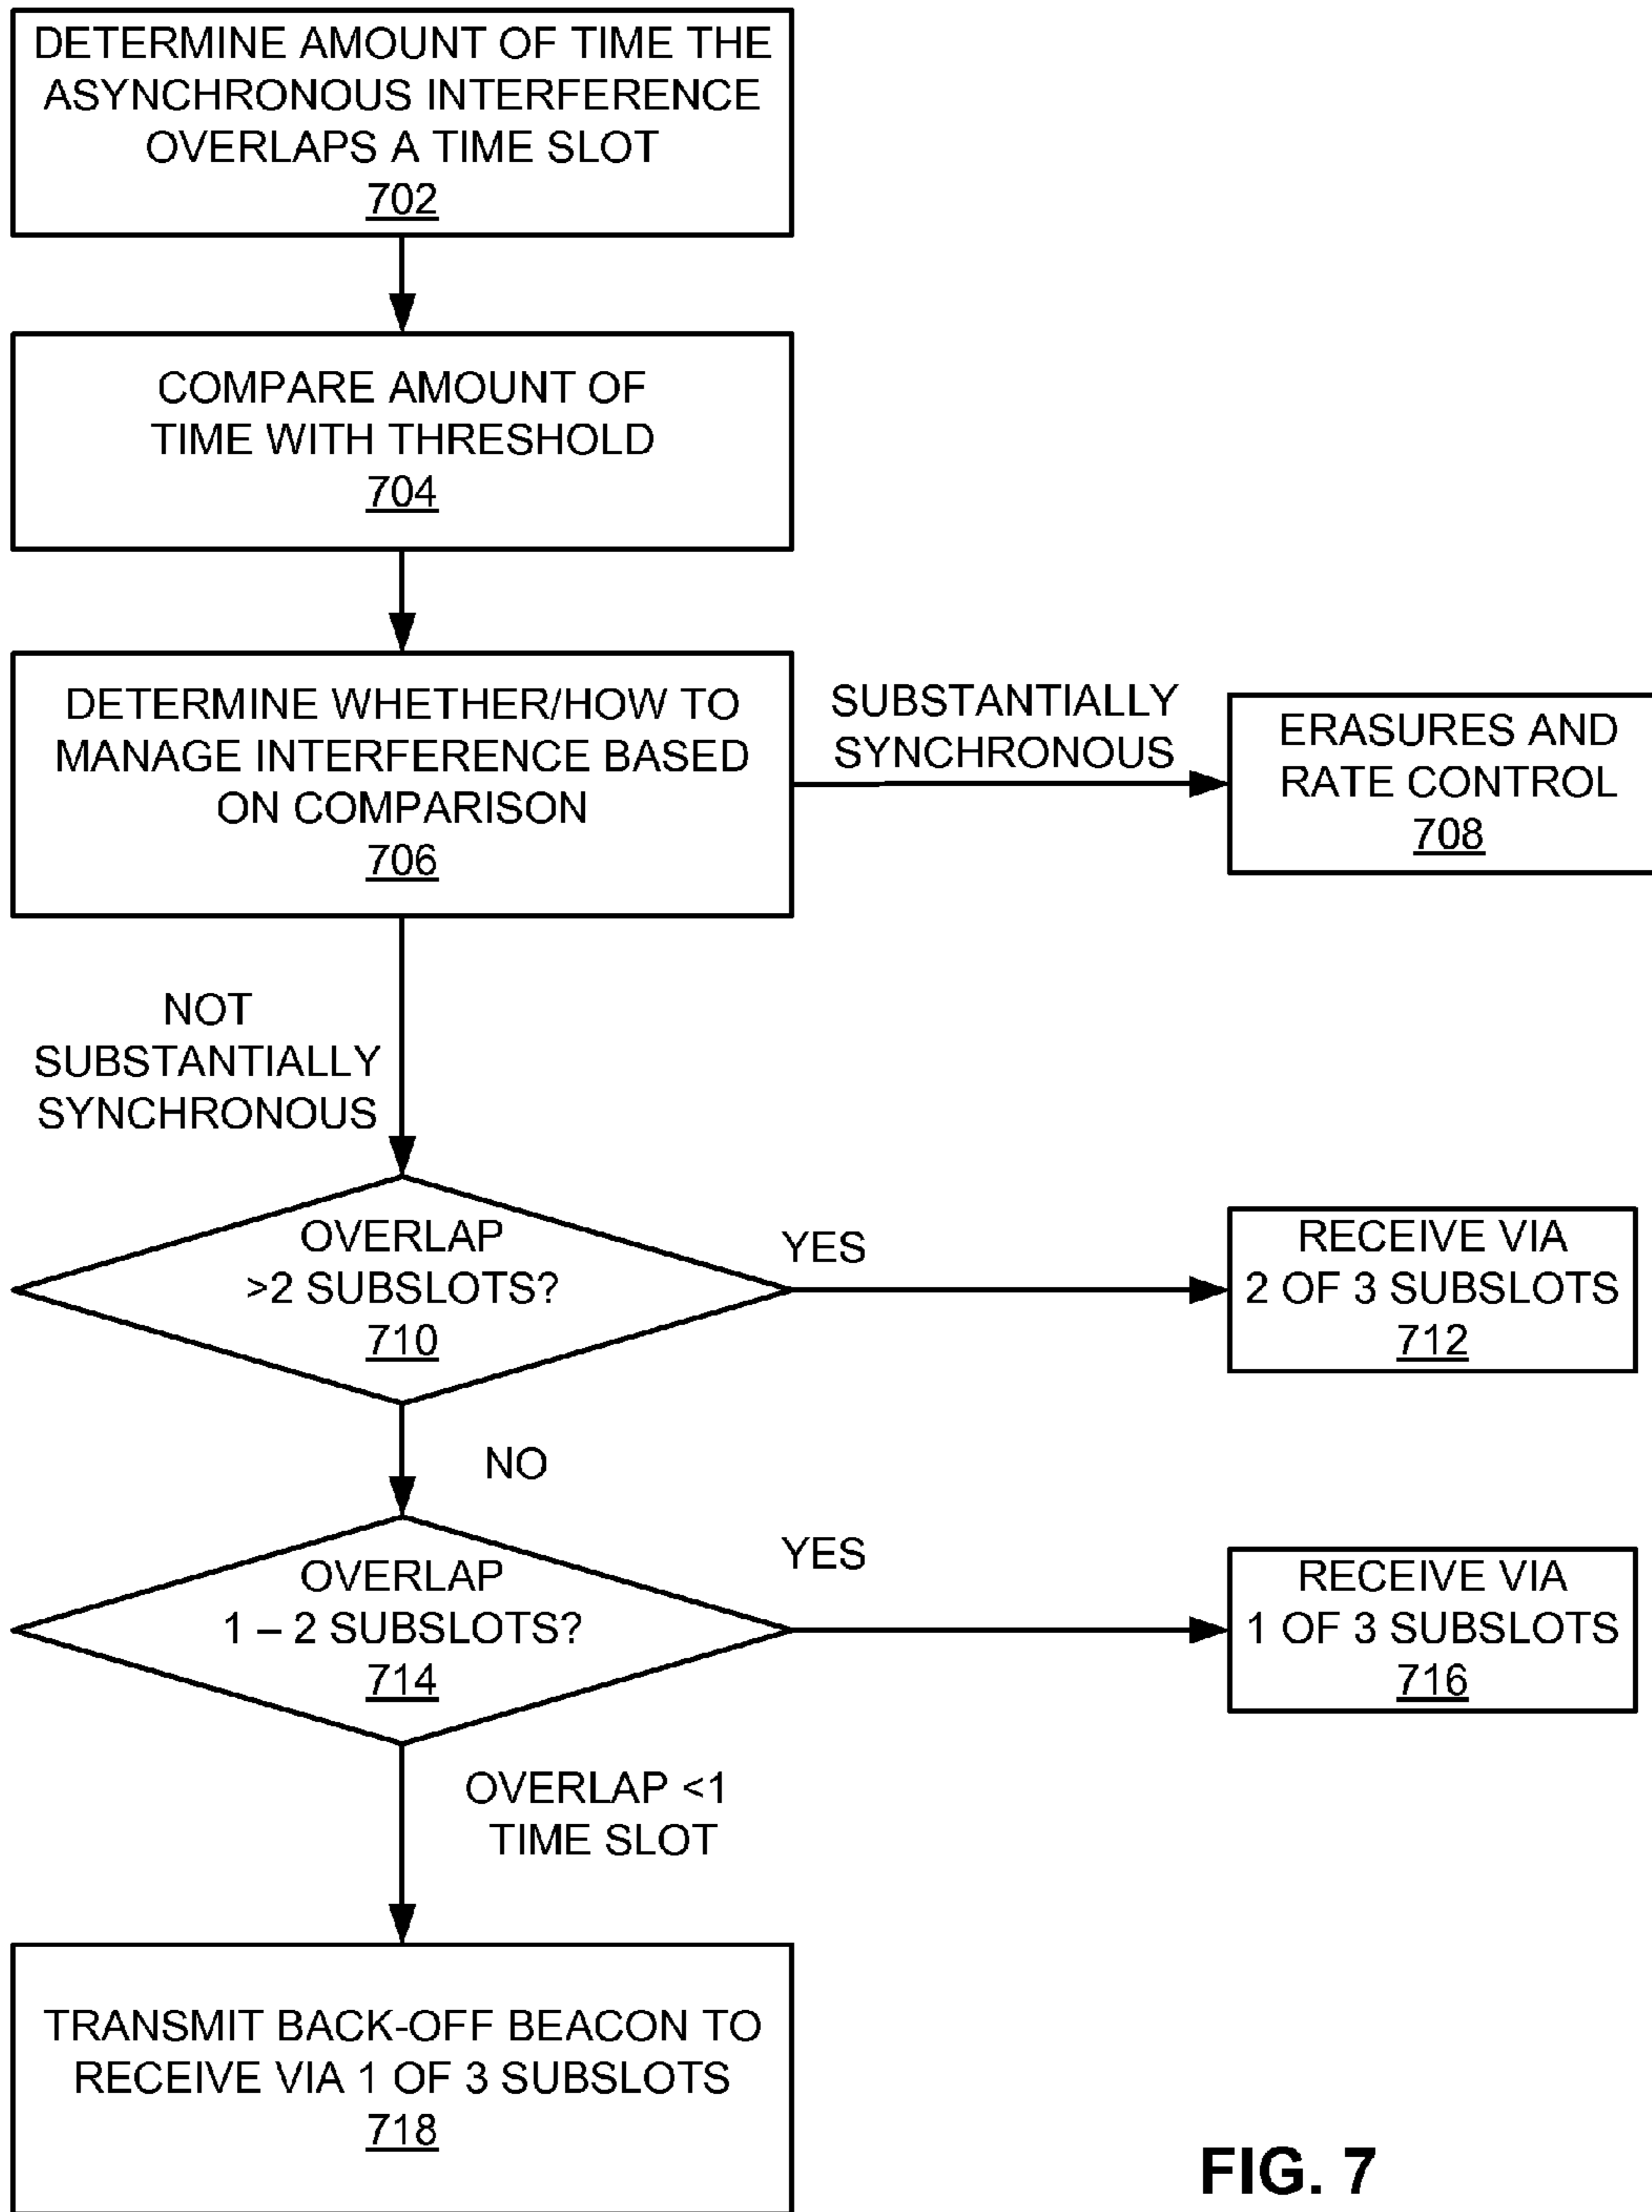 DETERMINE AMOUNT OF TIME THE
ASYNCHRONOUS INTERFERENCE
OVERLAPS A TIME SLOT
702
COMPARE AMOUNT OF
TIME WITH THRESHOLD
704
DETERMINE WHETHER/HOW TO
MANAGE INTERFERENCE BASED
ON COMPARISON
706
SUBSTANTIALLY
SYNCHRONOUS
ERASURES AND
RATE CONTROL
708
NOT
SUBSTANTIALLY
SYNCHRONOUS
OVERLAP
>2 SUBSLOTS?
710
YES
RECEIVE VIA
2 OF 3 SUBSLOTS
712
NO
OVERLAP
1 – 2 SUBSLOTS?
714
YES
RECEIVE VIA
1 OF 3 SUBSLOTS
716
OVERLAP <1
TIME SLOT
TRANSMIT BACK-OFF BEACON TO
RECEIVE VIA 1 OF 3 SUBSLOTS
718
FIG. 7